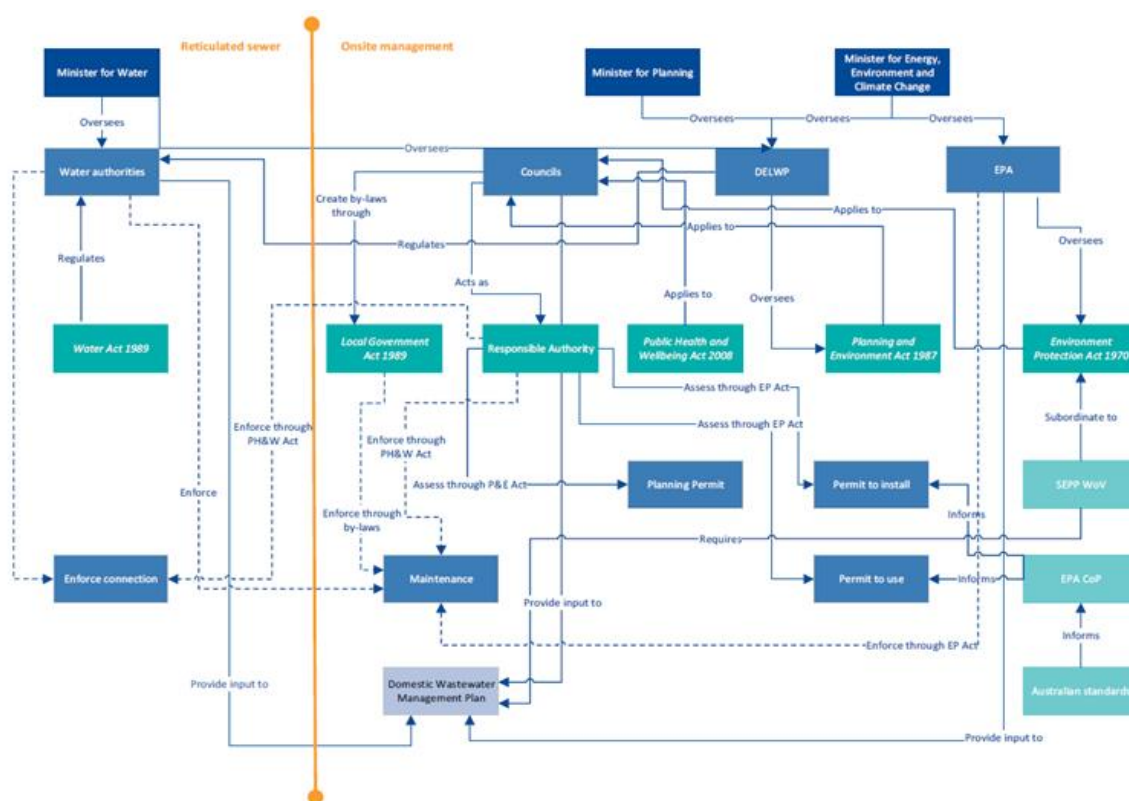 Reticulated sewer
Onsite management
Minister for Water
Minister for Planning
Minister for Energy,
Environment and
Climate Change
Oversees
Oversees
Oversees
Oversees
Oversees
Water authorities
Councils
DELWP
EPA
Create by-laws
through
Applies to
Applies to
Regulates
Regulates
Oversees
Acts as
Applies to
Oversees
Water Act 1989
Local Government
Act 1989
Responsible Authority
Public Health and
Wellbeing Act 2008
Planning and
Environment Act 1987
Environment
Protection Act 1970
Assess through EP Act
Subordinate to
Enforce through
PH&W Act
Enforce through
PH&W Act
Assess through EP Act
Enforce
Assess through P&E Act
Planning Permit
Permit to install
SEPP WoV
Enforce through
by-laws
Informs
Requires
Enforce connection
Maintenance
Permit to use
Informs
EPA CoP
Provide input to
Informs
Enforce through EP Act
Provide input to
Domestic Wastewater
Management Plan
Australian standards
Provide input to